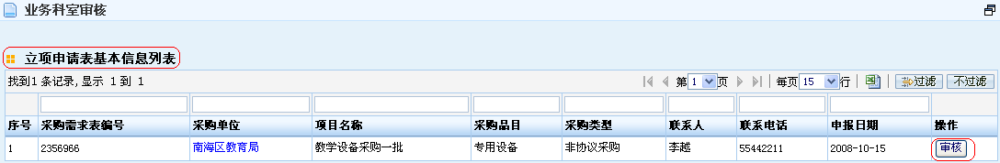 业务科室审核
立项申请表基本信息列表
找到1 条记录, 显示 1 到 1 第 1 页 每页 15 行 过滤 不过滤
序号 采购需求表编号 采购单位 项目名称 采购品目 采购类型 联系人 联系电话 申报日期 操作
1 2356966 南海区教育局 教学设备采购一批 专用设备 非协议采购 李越 55442211 2008-10-15 审核